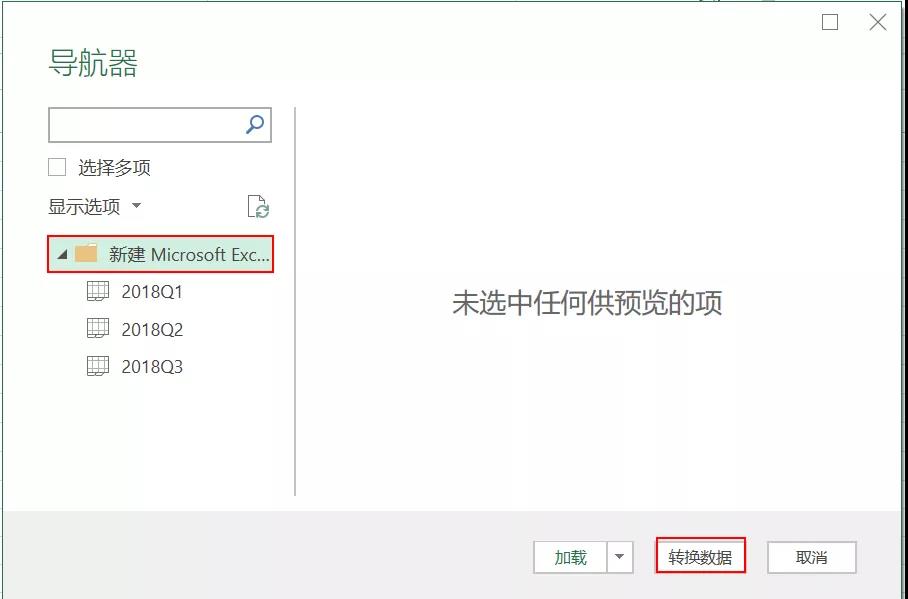 导航器
选择多项
显示选项
新建 Microsoft Exc...
2018Q1
2018Q2
2018Q3
未选中任何供预览的项
加载
转换数据
取消